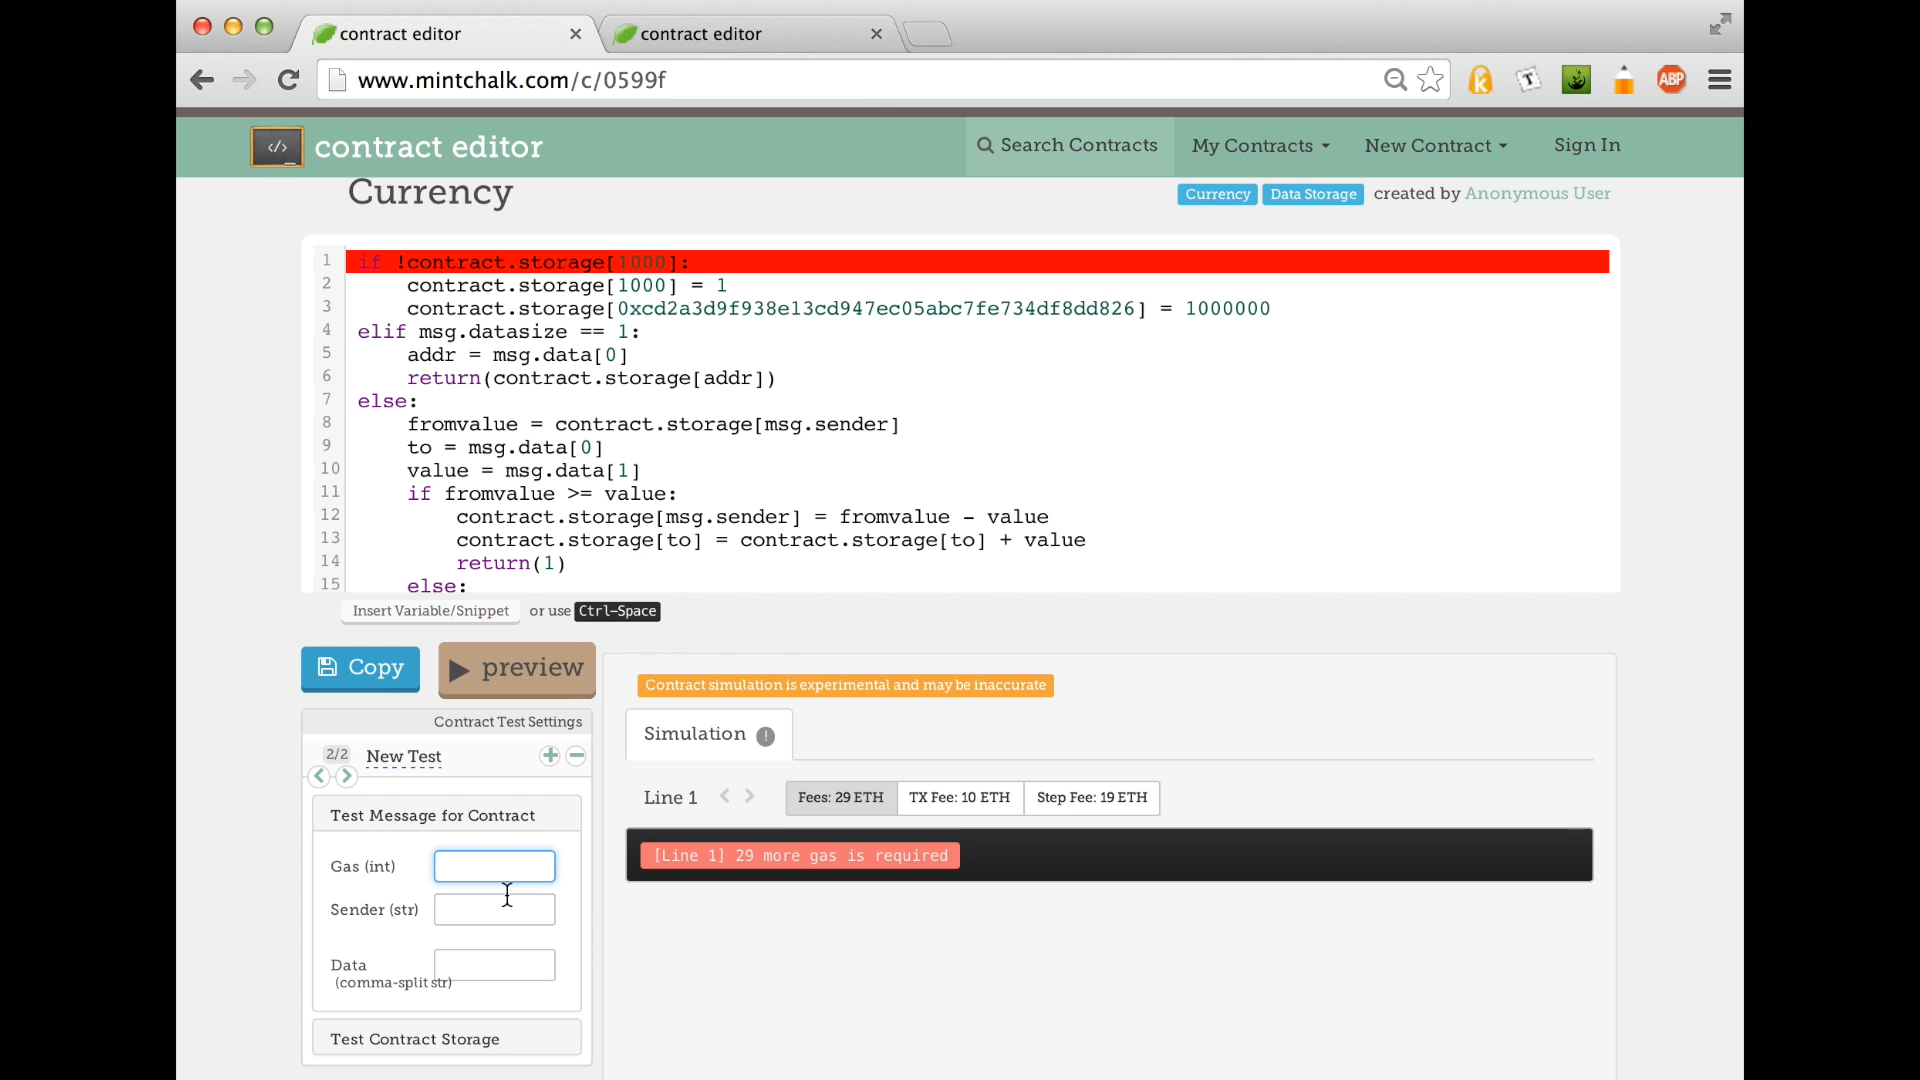 contract editor
contract editor
www.mintchalk.com/c/0599f
k
T
ABP
</>_
contract editor
Search Contracts
My Contracts
New Contract
Sign In
Currency
Currency
Data Storage
created by Anonymous User
1 if !contract.storage[1000]:
2 contract.storage[1000] = 1
3 contract.storage[0xcd2a3d9f938e13cd947ec05abc7fe734df8dd826] = 1000000
4 elif msg.datasize == 1:
5 addr = msg.data[0]
6 return(contract.storage[addr])
7 else:
8 fromvalue = contract.storage[msg.sender]
9 to = msg.data[0]
10 value = msg.data[1]
11 if fromvalue >= value:
12 contract.storage[msg.sender] = fromvalue - value
13 contract.storage[to] = contract.storage[to] + value
14 return(1)
15 else:
Insert Variable/Snippet or use Ctrl-Space
Copy
preview
Contract simulation is experimental and may be inaccurate
Contract Test Settings
Simulation !
2/2 New Test
Line 1
Fees: 29 ETH
TX Fee: 10 ETH
Step Fee: 19 ETH
Test Message for Contract
[Line 1] 29 more gas is required
Gas (int)
Sender (str)
Data
(comma-split str)
Test Contract Storage